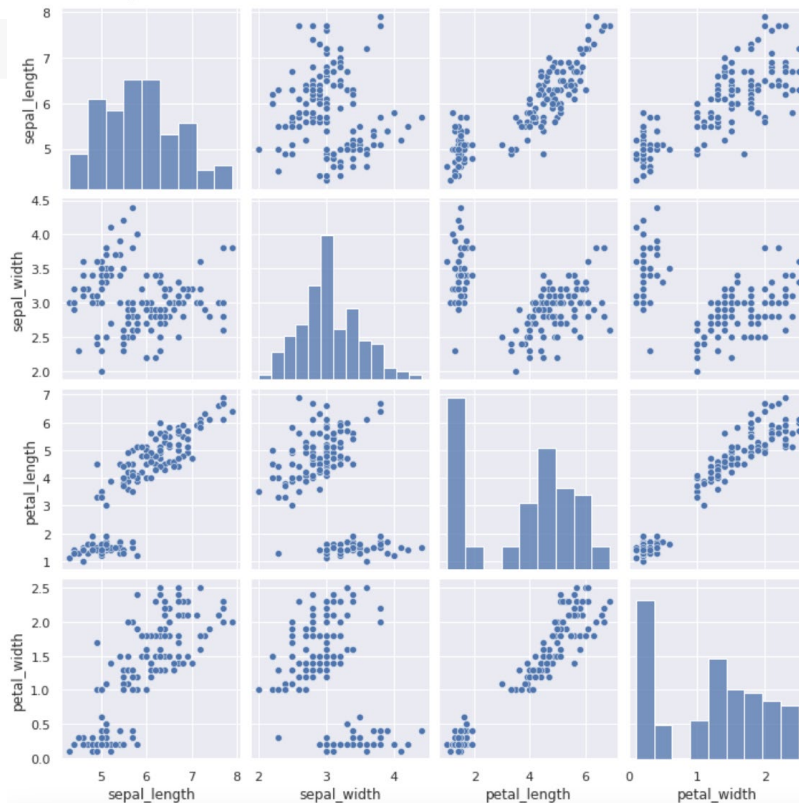 sepal_length
8
7
6
5
sepal_width
4.5
4.0
3.5
3.0
2.5
2.0
petal_length
7
6
5
4
3
2
1
petal_width
2.5
2.0
1.5
1.0
0.5
0.0
5 6 7 8
sepal_length
2 3 4
sepal_width
2 4 6
petal_length
0 1 2
petal_width